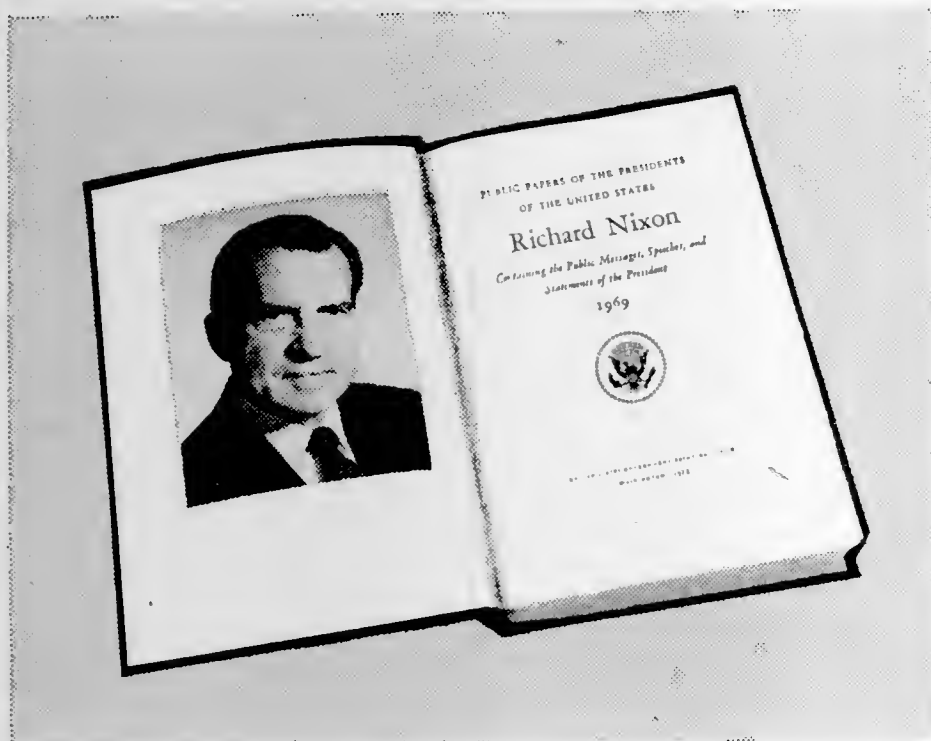 PUBLIC PAPERS OF THE PRESIDENTS
OF THE UNITED STATES
Richard Nixon
Containing the Public Messages, Speeches, and
Statements of the President
1969